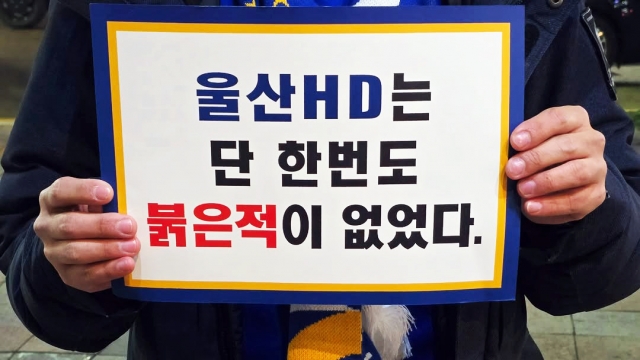 울산HD는
단 한번도
붉은적이 없었다.